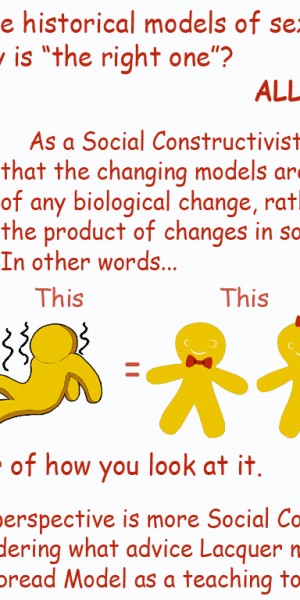 e historical models of sex
y is “the right one”?
ALL
As a Social Constructivist
that the changing models are
of any biological change, rat
the product of changes in so
In other words...
This This
=
r of how you look at it.
perspective is more Social Co
dering what advice Lacquer m
bread Model as a teaching to